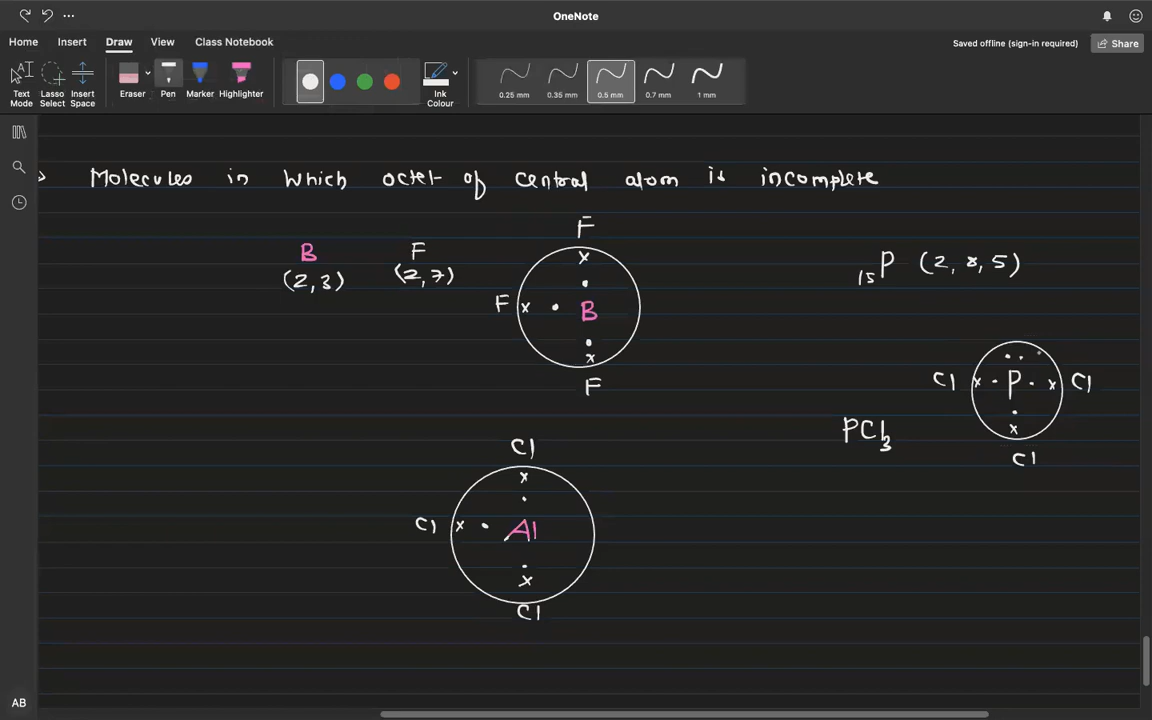 OneNote
Home Insert Draw View Class Notebook
Saved offline (sign-in required) Share
Text Mode
Lasso Select
Insert Space
Eraser
Pen
Marker
Highlighter
Ink Colour
0.25 mm 0.35 mm 0.5 mm 0.7 mm 1 mm
Molecules in which octet of central atom is incomplete
B F
(2,3) (2,7)
F
F x • B
F
15P (2, 8, 5)
Cl x • P • x Cl
x
Cl
PCl3
Cl
x
Cl x • Al
x
Cl
AB